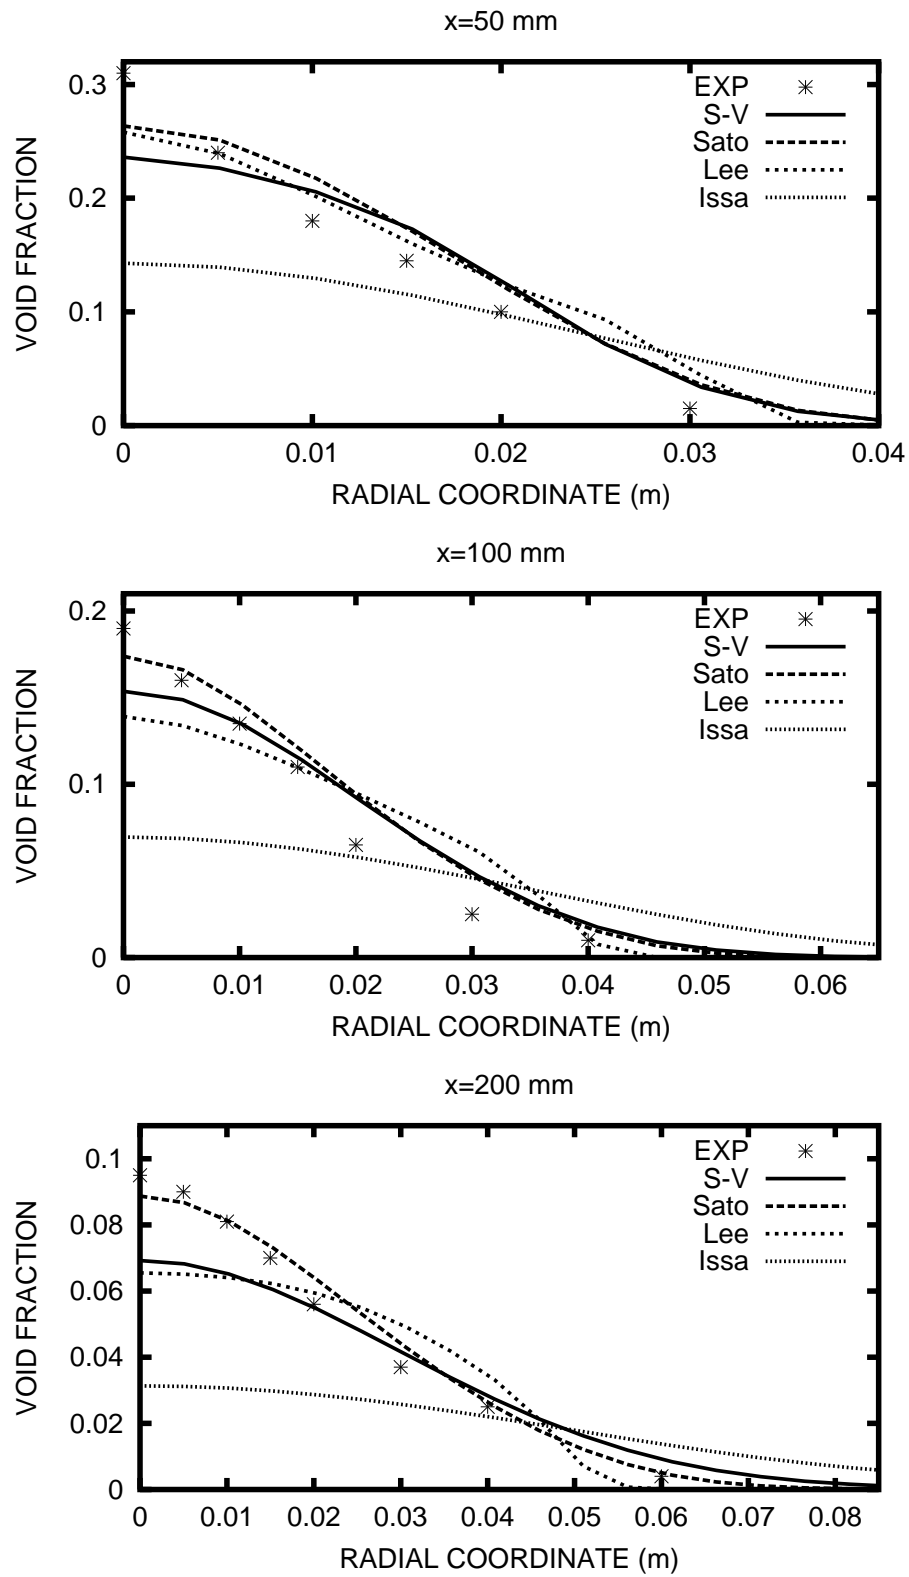 x=50 mm
VOID FRACTION
0.3
0.2
0.1
0
EXP
S-V
Sato
Lee
Issa
0 0.01 0.02 0.03 0.04
RADIAL COORDINATE (m)
x=100 mm
VOID FRACTION
0.2
0.1
0
EXP
S-V
Sato
Lee
Issa
0 0.01 0.02 0.03 0.04 0.05 0.06
RADIAL COORDINATE (m)
x=200 mm
VOID FRACTION
0.1
0.08
0.06
0.04
0.02
0
EXP
S-V
Sato
Lee
Issa
0 0.01 0.02 0.03 0.04 0.05 0.06 0.07 0.08
RADIAL COORDINATE (m)